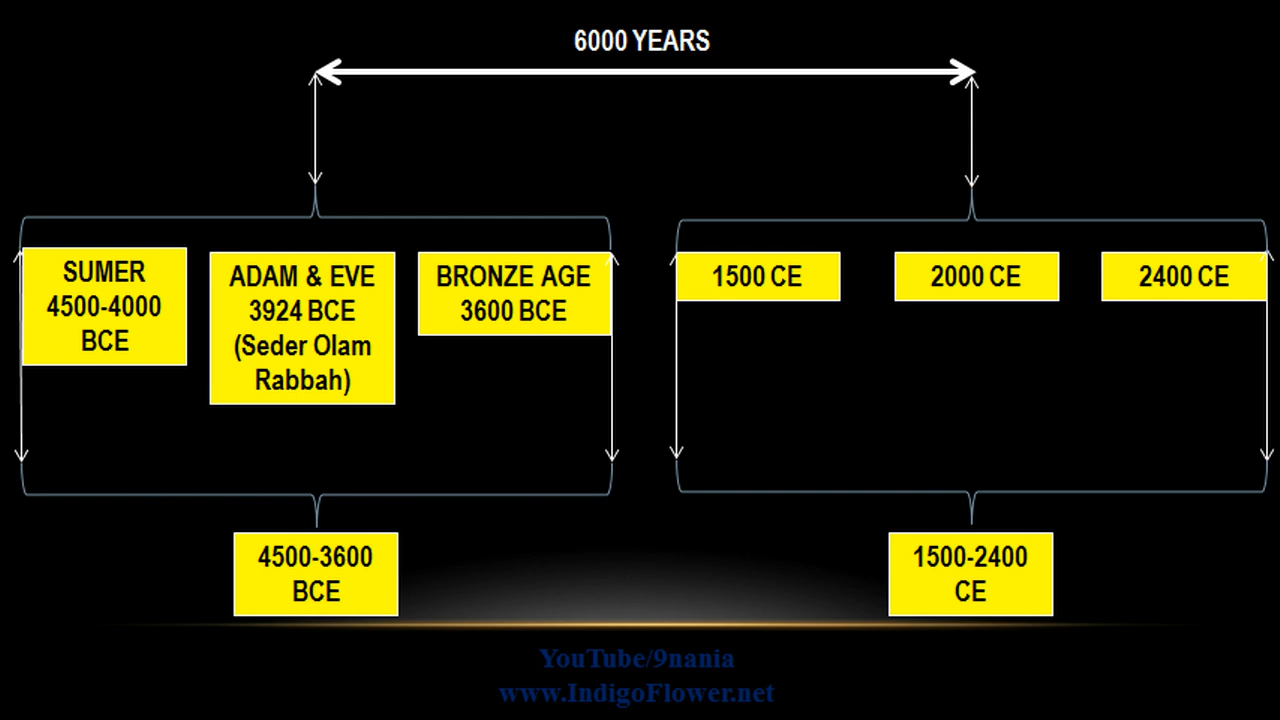 6000 YEARS
SUMER
4500-4000
BCE
ADAM & EVE
3924 BCE
(Seder Olam
Rabbah)
BRONZE AGE
3600 BCE
1500 CE
2000 CE
2400 CE
4500-3600
BCE
1500-2400
CE
YouTube/9nania
www.IndigoFlower.net